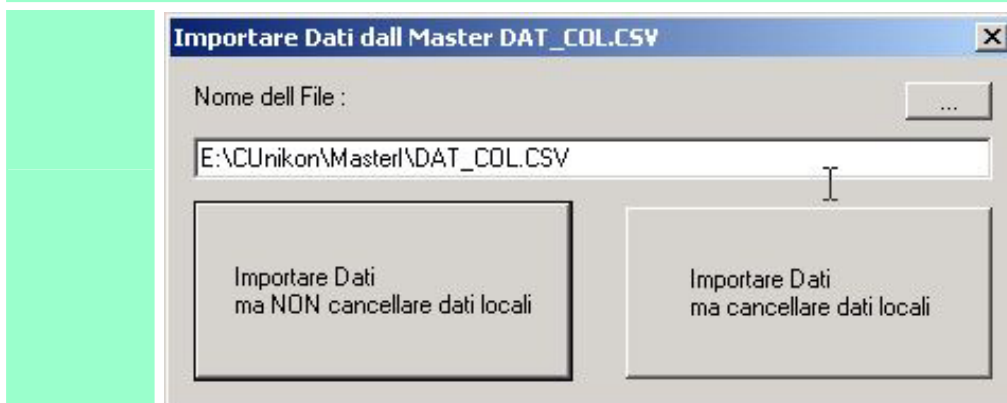 Importare Dati dall Master DAT_COL.CSV
Nome dell File :
...
E:\CUnikon\MasterI\DAT_COL.CSV
Importare Dati
ma NON cancellare dati locali
Importare Dati
ma cancellare dati locali